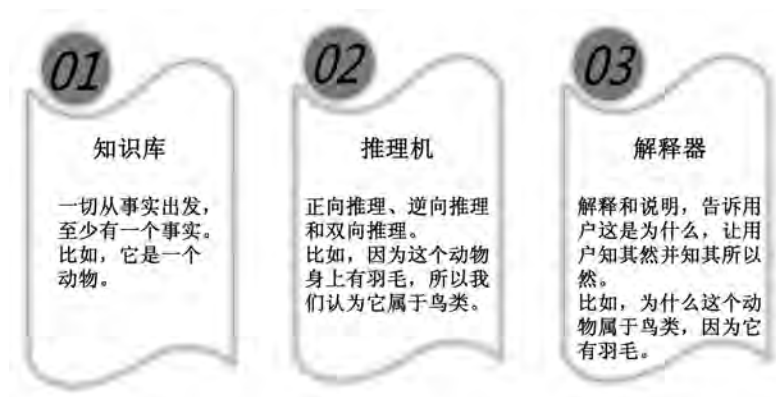 01
知识库
一切从事实出发，
至少有一个事实。
比如，它是一个
动物。
02
推理机
正向推理、逆向推理
和双向推理。
比如，因为这个动物
身上有羽毛，所以我
们认为它属于鸟类。
03
解释器
解释和说明，告诉用
户这是为什么，让用
户知其然并知其所以
然。
比如，为什么这个动
物属于鸟类，因为它
有羽毛。